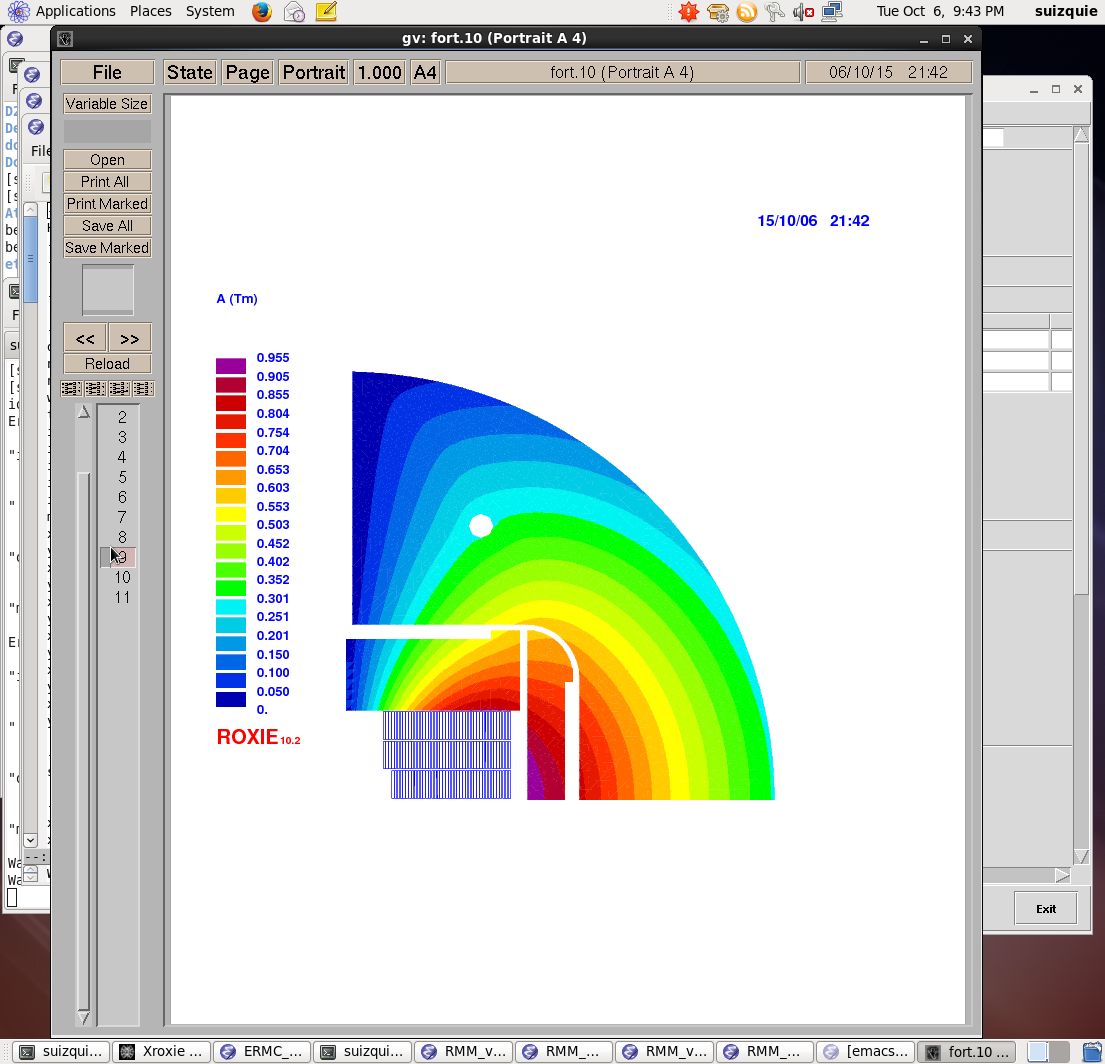 Applications Places System Tue Oct 6, 9:43 PM suizquie
gv: fort.10 (Portrait A 4)
File State Page Portrait 1.000 A4 fort.10 (Portrait A 4) 06/10/15 21:42
Variable Size
Open
Print All
Print Marked
Save All
Save Marked
<< >>
Reload
2
3
4
5
6
7
8
9
10
11
15/10/06 21:42
A (Tm)
0.955
0.905
0.855
0.804
0.754
0.704
0.653
0.603
0.553
0.503
0.452
0.402
0.352
0.301
0.251
0.201
0.150
0.100
0.050
0.
ROXIE 10.2
File
Exit
suizqui... Xroxie ... ERMC_... suizqui... RMM_v... RMM_... RMM_v... RMM_... [emacs... fort.10 ...